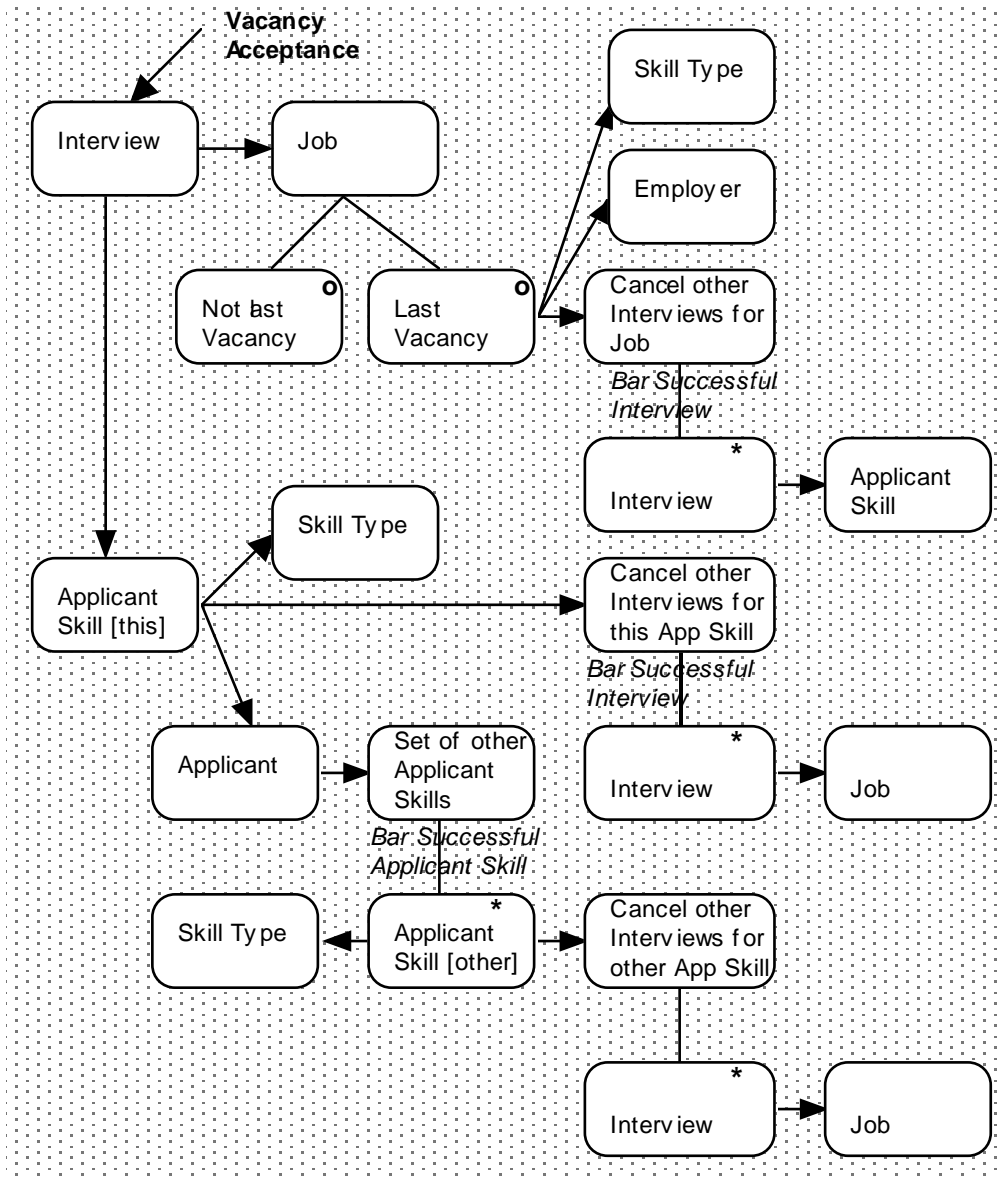 Vacancy
Acceptance
Skill Type
Interview
Job
Employer
Not last
Vacancy
o
Last
Vacancy
o
Cancel other
Interviews for
Job
Bar Successful
Interview
*
Interview
Applicant
Skill
Skill Type
Applicant
Skill [this]
Cancel other
Interviews for
this App Skill
Bar Successful
Interview
Applicant
Set of other
Applicant
Skills
*
Interview
Job
Bar Successful
Applicant Skill
Skill Type
*
Applicant
Skill [other]
Cancel other
Interviews for
other App Skill
*
Interview
Job